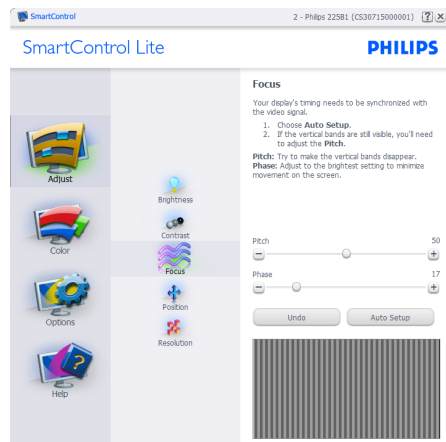 SmartControl
2 - Philips 225B1 (CS30715000001)
SmartControl Lite
PHILIPS
Adjust
Color
Options
Help
Brightness
Contrast
Focus
Position
Resolution
Focus
Your display's timing needs to be synchronized with
the video signal.
1. Choose Auto Setup.
2. If the vertical bands are still visible, you'll need
to adjust the Pitch.
Pitch: Try to make the vertical bands disappear.
Phase: Adjust to the brightest setting to minimize
movement on the screen.
Pitch 50
Phase 17
Undo
Auto Setup